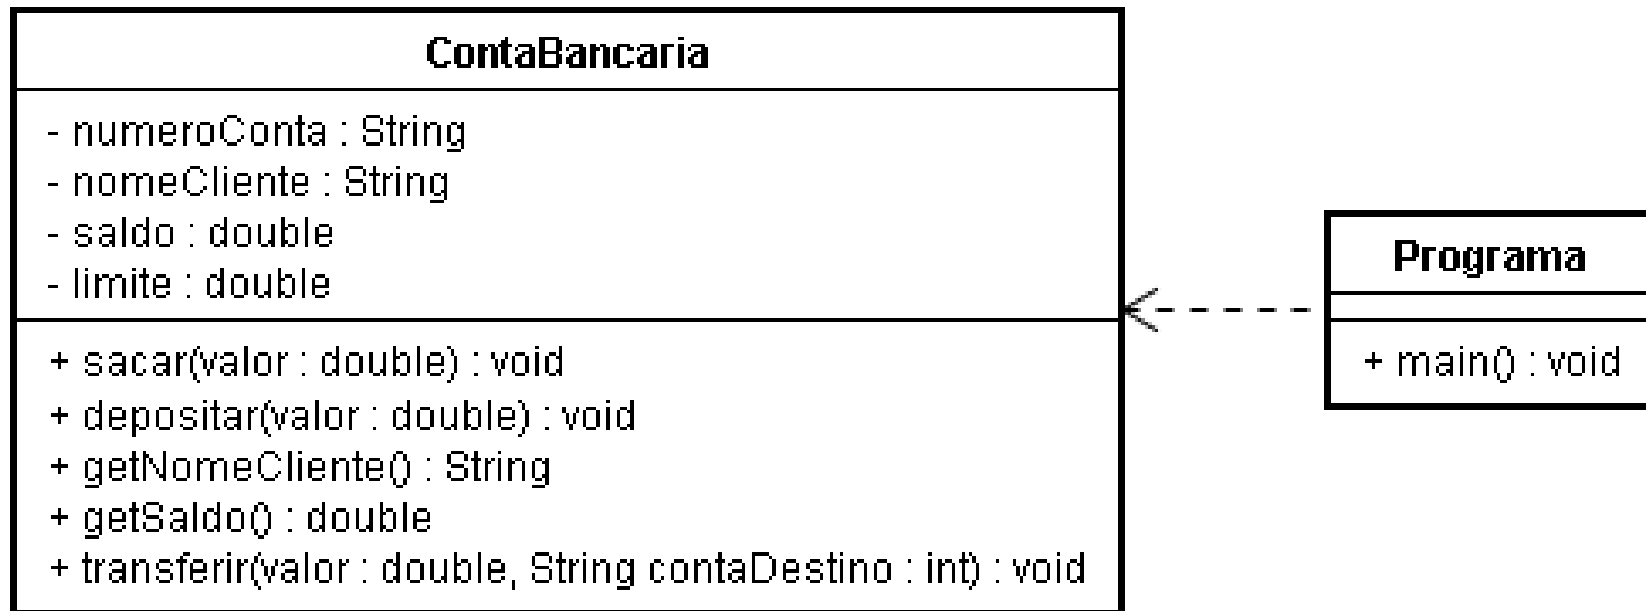 ContaBancaria
- numeroConta : String
- nomeCliente : String
- saldo : double
- limite : double
+ sacar(valor : double) : void
+ depositar(valor : double) : void
+ getNomeCliente() : String
+ getSaldo() : double
+ transferir(valor : double, String contaDestino : int) : void
Programa
+ main() : void